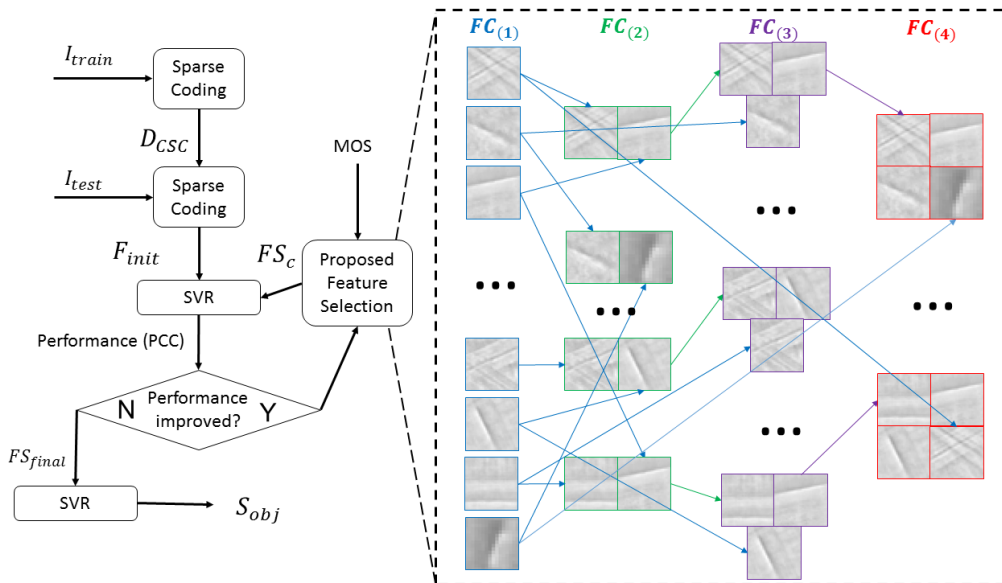 I_train
Sparse
Coding
D_CSC
I_test
Sparse
Coding
F_init
FS_c
MOS
Proposed
Feature
Selection
SVR
Performance (PCC)
N
Performance
improved?
Y
FS_final
SVR
S_obj
FC_(1)
FC_(2)
FC_(3)
FC_(4)